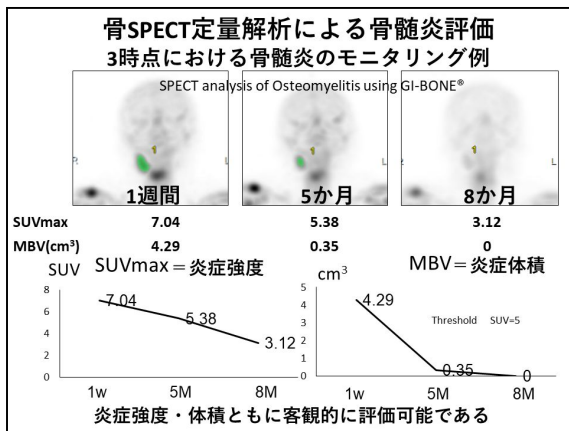 骨SPECT定量解析による骨髄炎評価
3時点における骨髄炎のモニタリング例
SPECT analysis of Osteomyelitis using GI-BONE®
1 1 1
R L L R L
1週間 5か月 8か月
SUVmax 7.04 5.38 3.12
MBV(cm³) 4.29 0.35 0
SUV SUVmax＝炎症強度
8
6
4
2
0
7.04
5.38
3.12
1w 5M 8M
cm³ MBV＝炎症体積
5
4
3
2
1
0
4.29
Threshold SUV=5
0.35
0
1w 5M 8M
炎症強度・体積ともに客観的に評価可能である